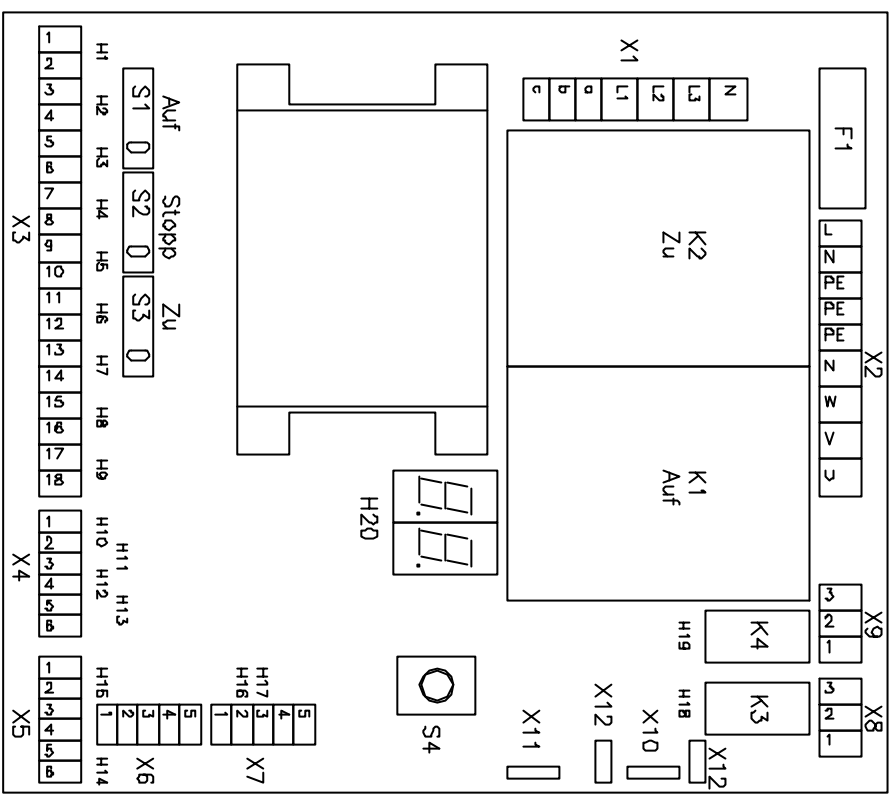 X1
c b a L1 L2 L3 N
F1
K2
Zu
K1
Auf
L
N
PE
PE
PE
N
W
V
U
X2
1
2
3
4
5
6
7
8
9
10
11
12
13
14
15
16
17
18
X3
H1
H2
H3
H4
H5
H6
H7
H8
H9
S1
Auf
S2
Stopp
S3
Zu
H20
1
2
3
4
5
6
X4
H10
H11
H12
H13
1
2
3
4
5
6
X5
H15
H14
1 2 3 4 5
X6
H16
H17
1 2 3 4 5
X7
S4
X11
X12
X10
X12
H19
K4
3
2
1
X9
H18
K3
3
2
1
X8